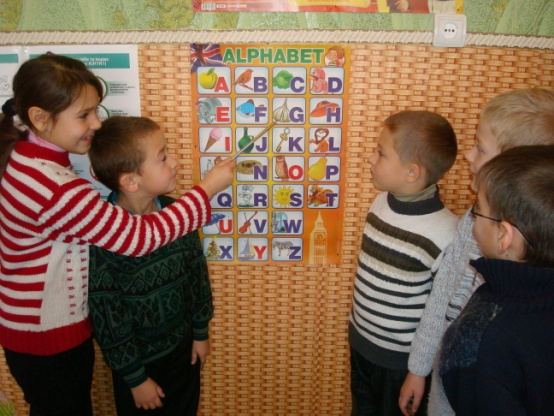 ALPHABET
A B C D
E F G H
I J K L
N O P
Q R S T
U V W
X Y Z